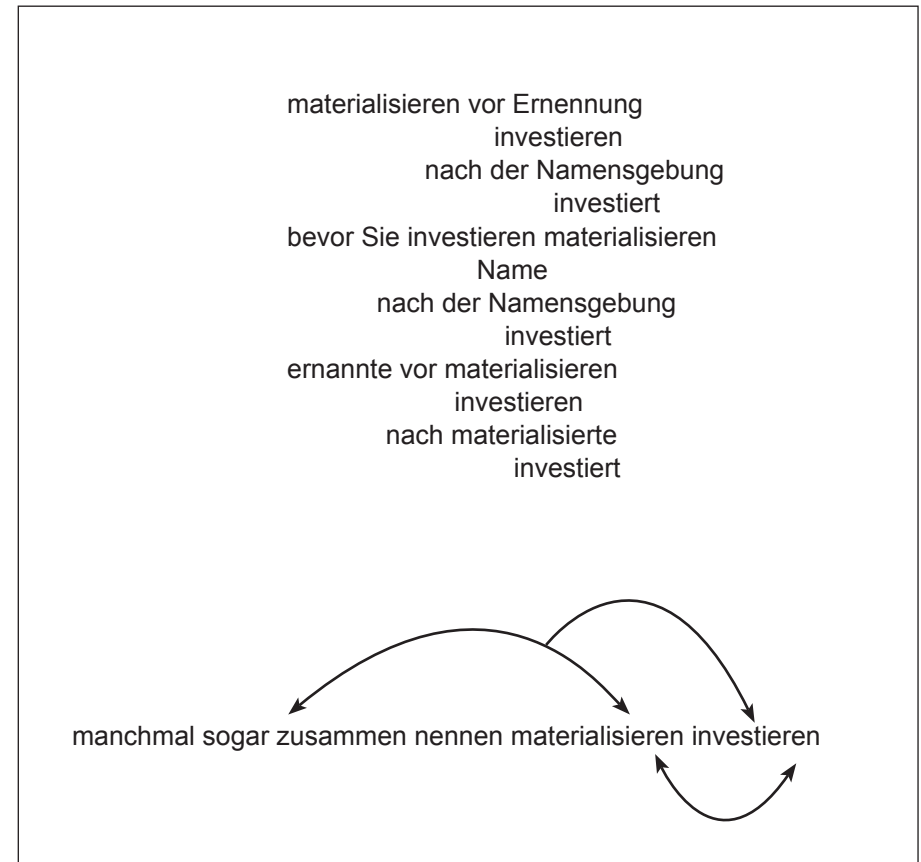 materialisieren vor Ernennung
investieren
nach der Namensgebung
investiert
bevor Sie investieren materialisieren
Name
nach der Namensgebung
investiert
ernannte vor materialisieren
investieren
nach materialisierte
investiert
manchmal sogar zusammen nennen materialisieren investieren